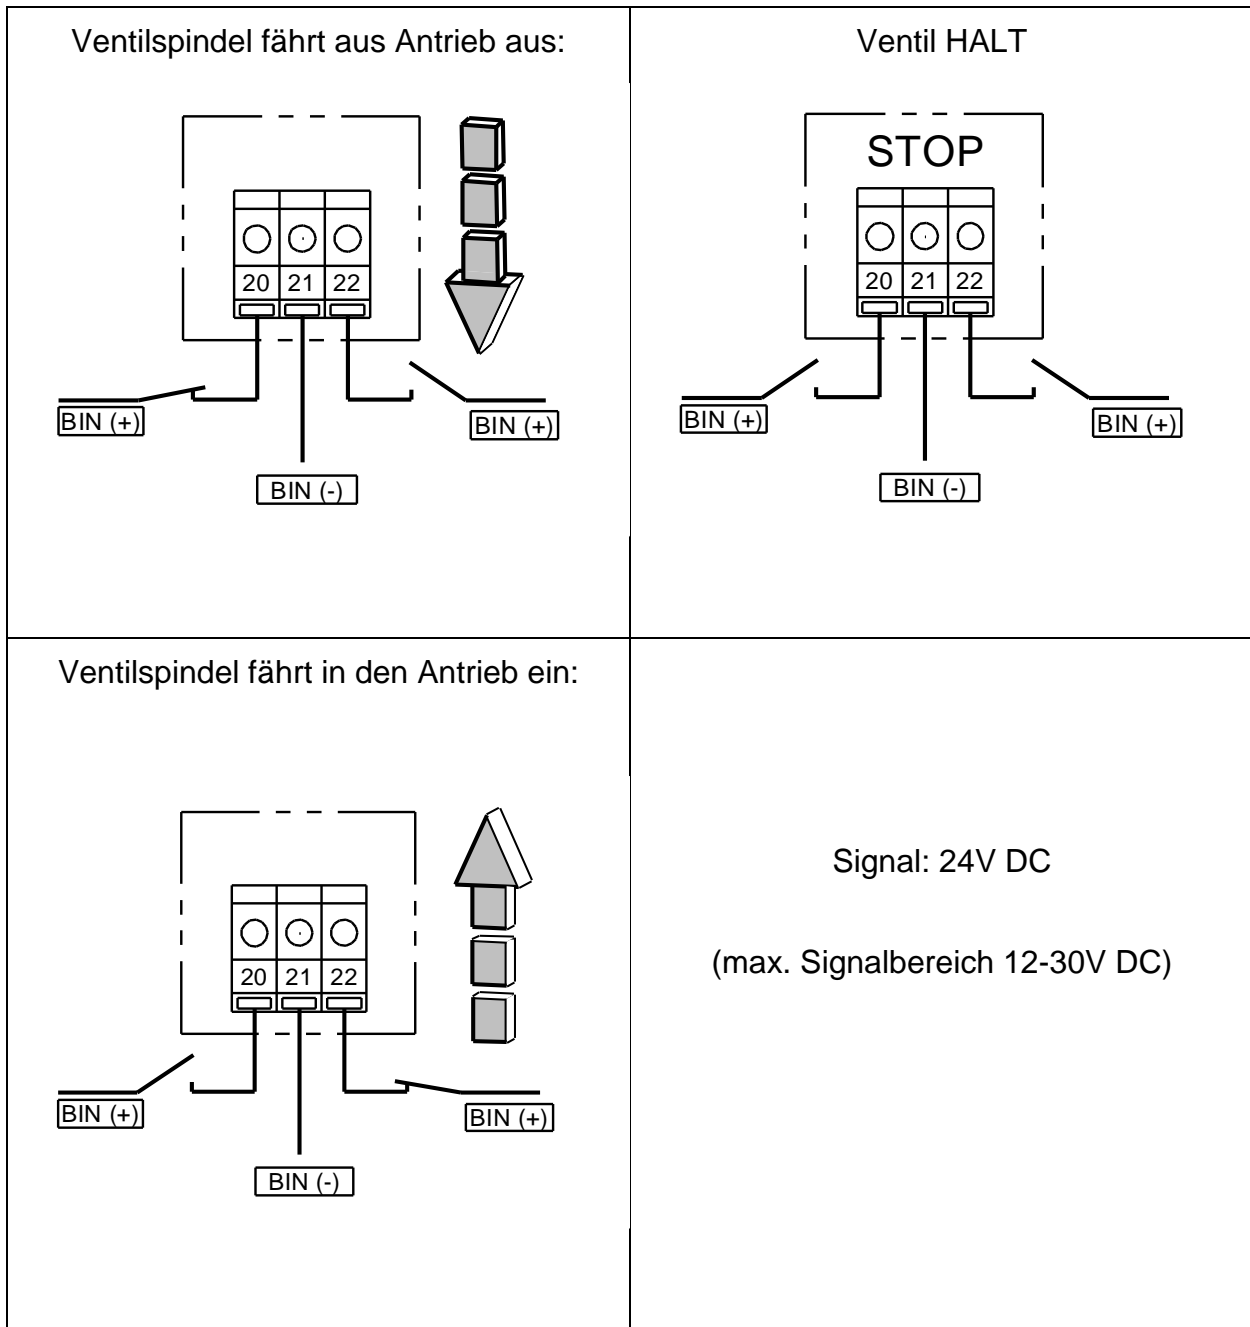 Ventilspindel fährt aus Antrieb aus:
20 21 22
BIN (+)
BIN (+)
BIN (-)
Ventil HALT
STOP
20 21 22
BIN (+)
BIN (+)
BIN (-)
Ventilspindel fährt in den Antrieb ein:
20 21 22
BIN (+)
BIN (+)
BIN (-)
Signal: 24V DC
(max. Signalbereich 12-30V DC)